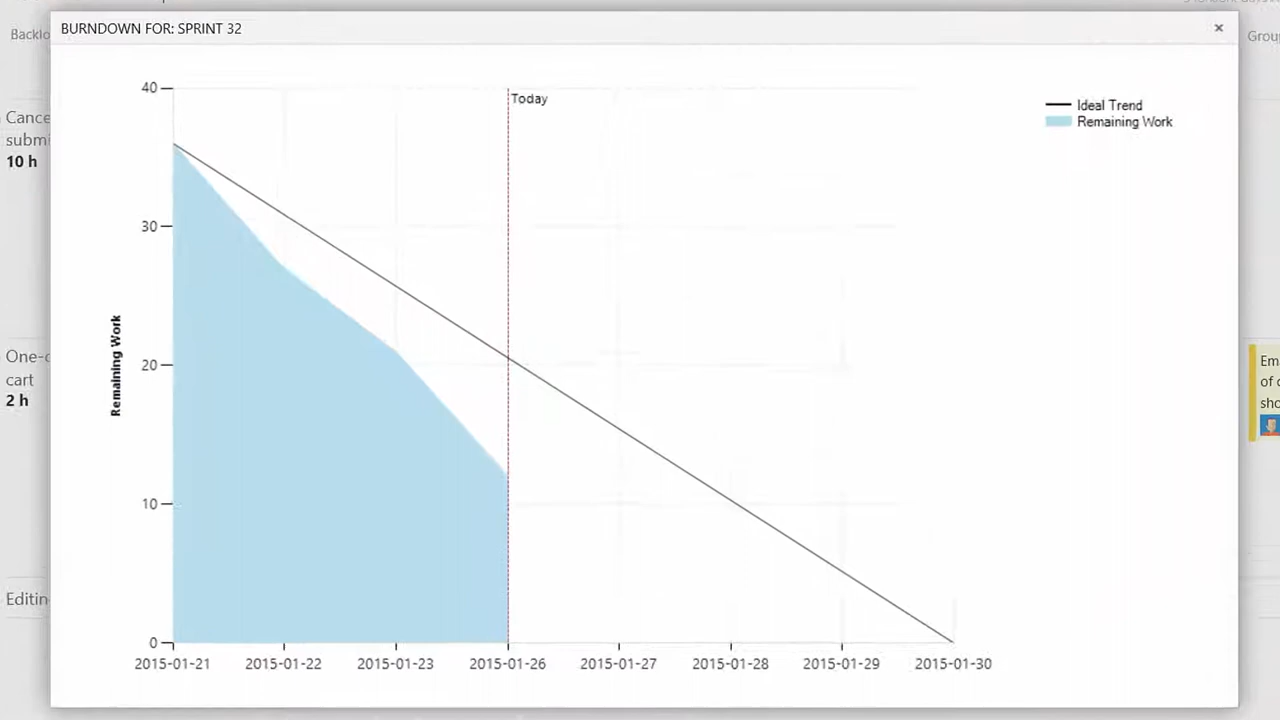 BURNDOWN FOR: SPRINT 32
×
Backlo
Grou
Cance
submi
10 h
One-c
cart
2 h
Editin
40
30
20
10
0
Remaining Work
Today
Ideal Trend
Remaining Work
2015-01-21 2015-01-22 2015-01-23 2015-01-26 2015-01-27 2015-01-28 2015-01-29 2015-01-30
Ema
of c
sho